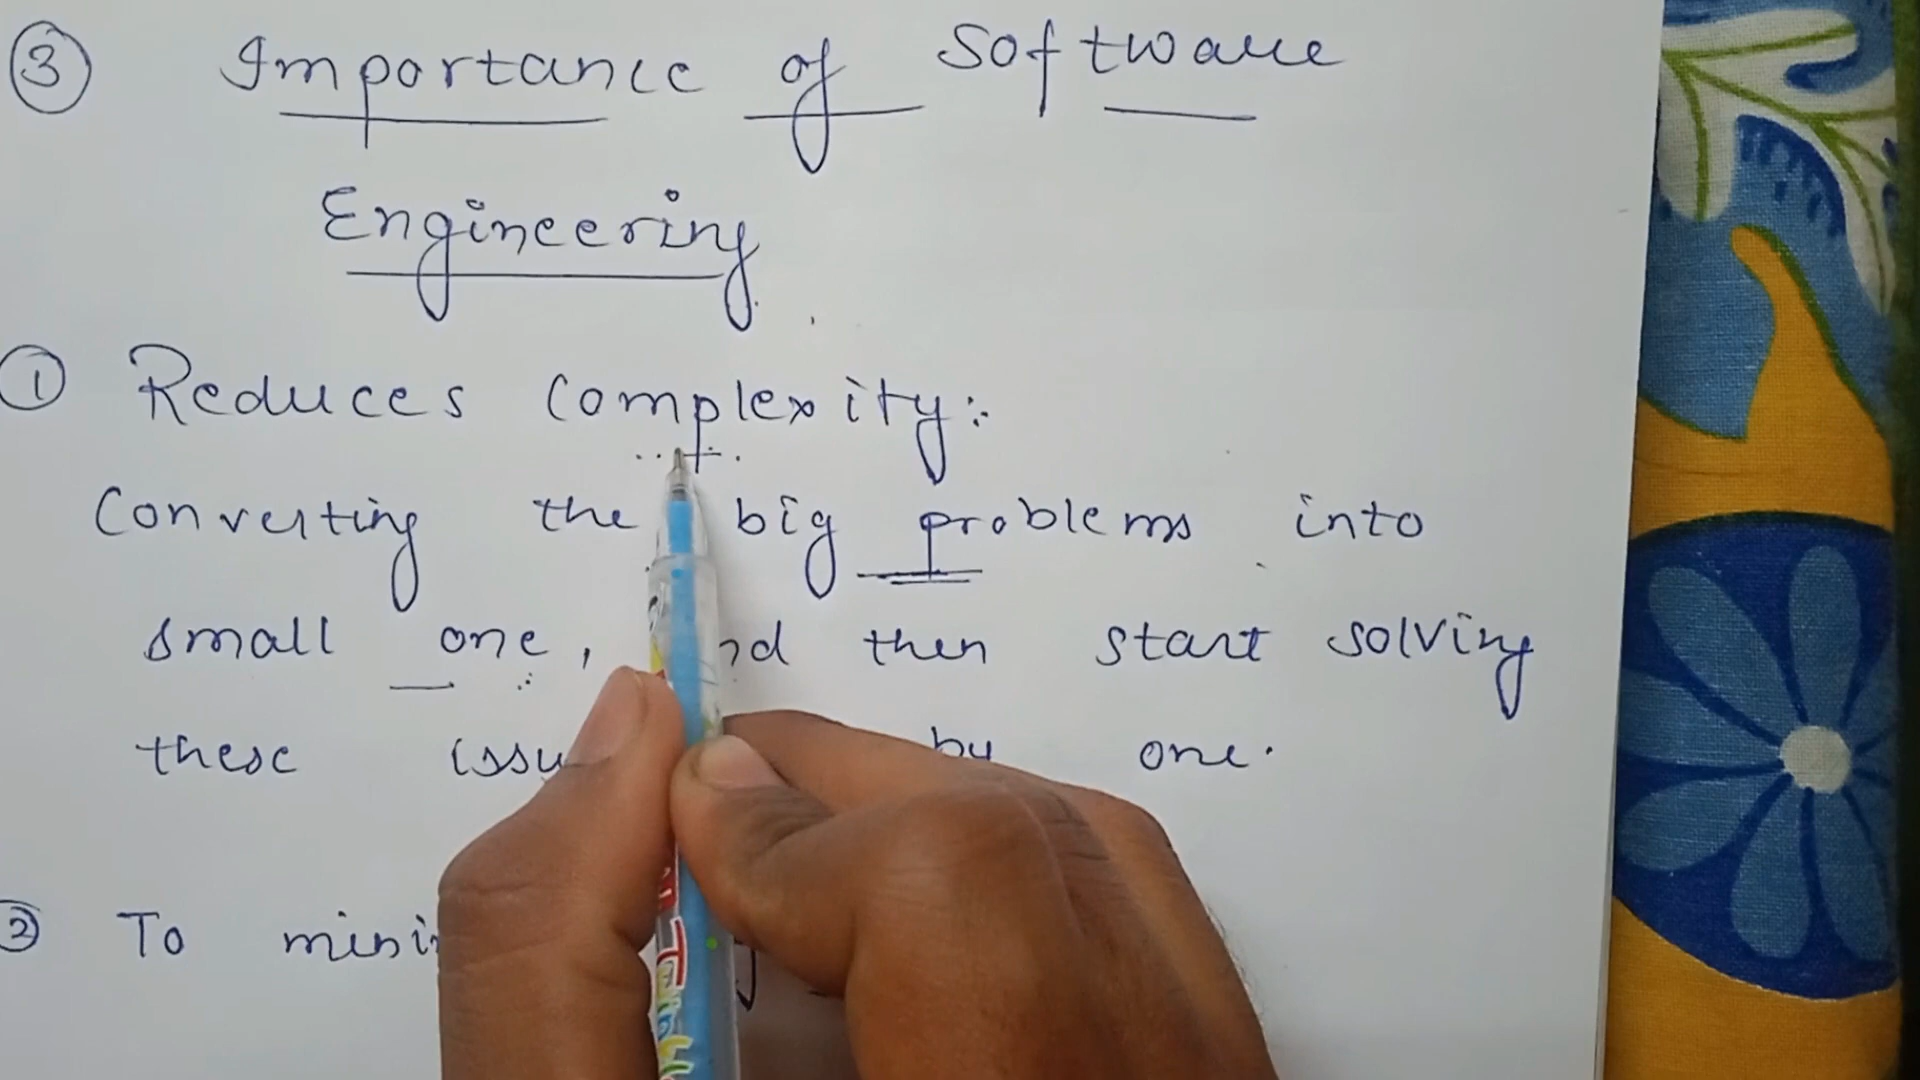 ③ Importance of Software
Engineering
① Reduces Complexity:-
Converting the big problems into
small one, then start solving
these by one.
② To